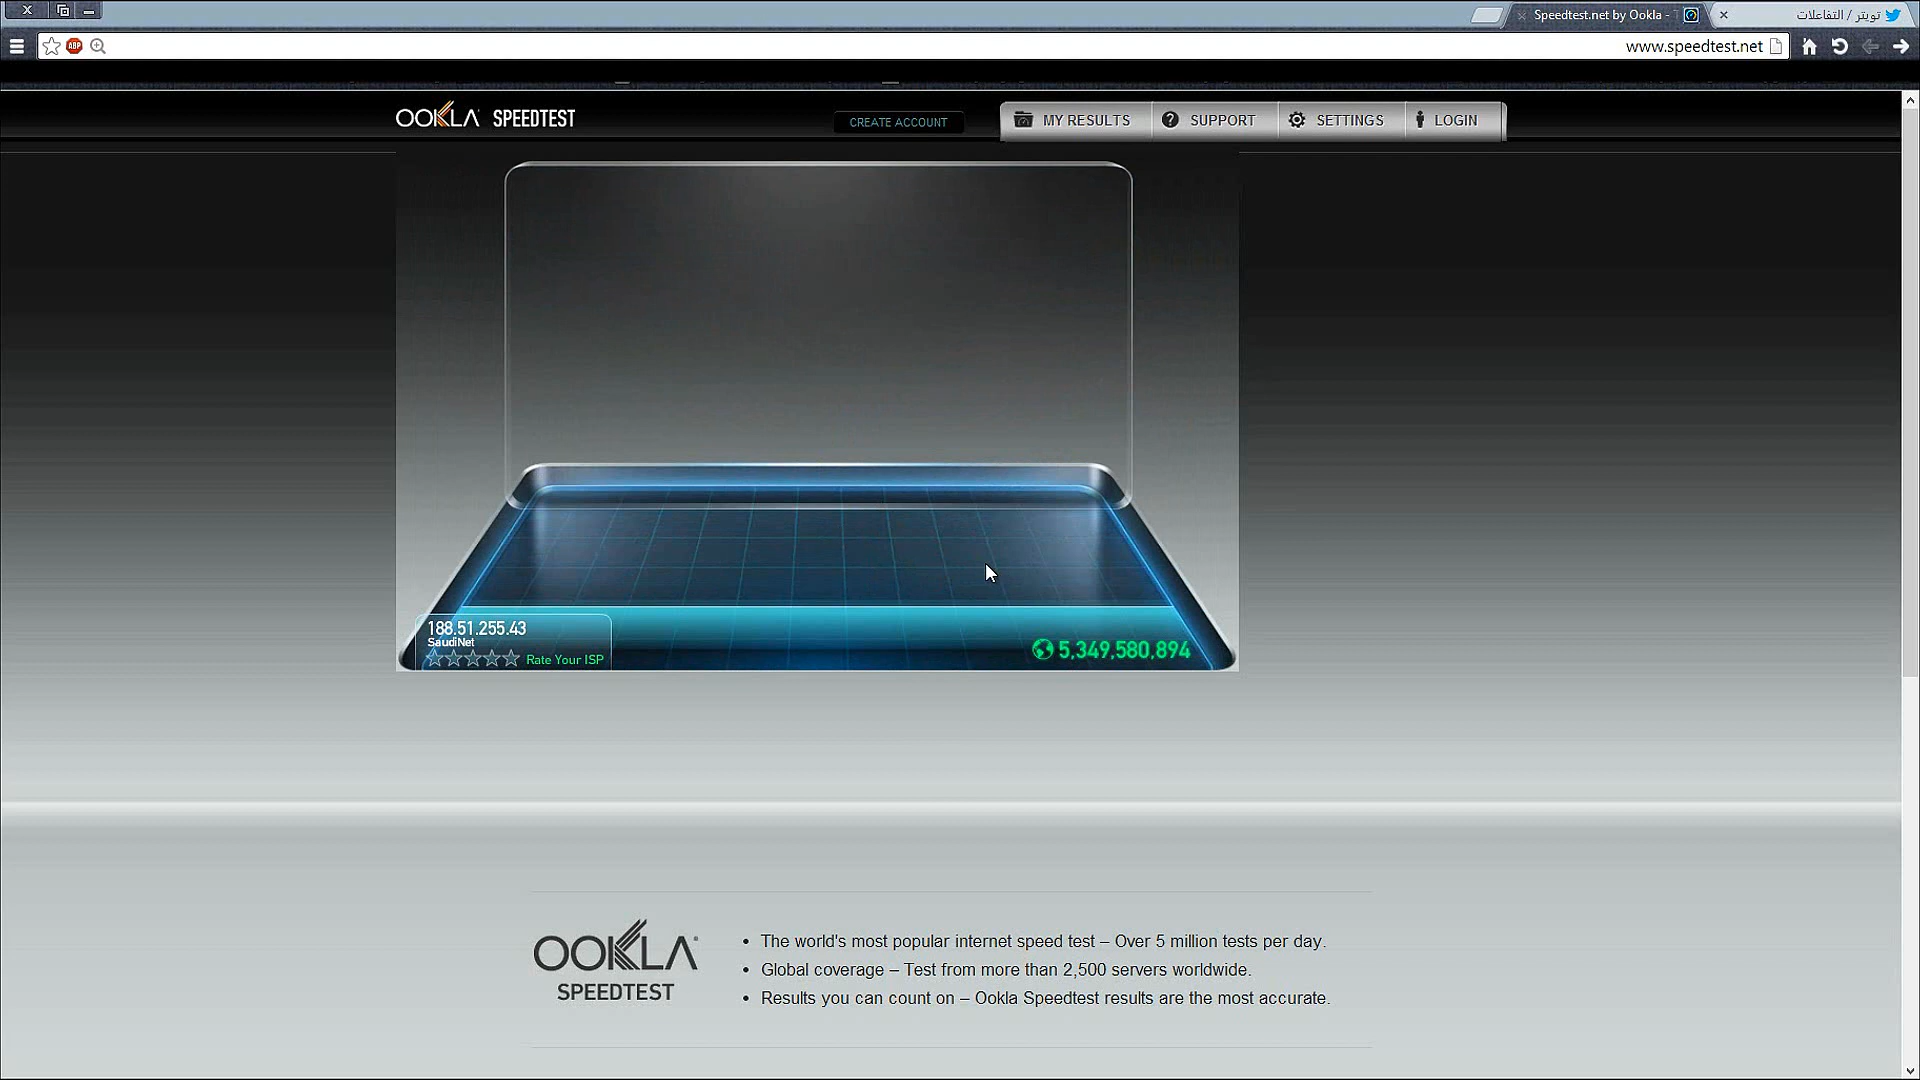 Speedtest.net by Ookla -
تويتر / التفاعلات
ABP
www.speedtest.net
OOKLA SPEEDTEST
CREATE ACCOUNT
MY RESULTS
SUPPORT
SETTINGS
LOGIN
188.51.255.43
SaudiNet
Rate Your ISP
5,349,580,894
OOKLA
SPEEDTEST
• The world's most popular internet speed test – Over 5 million tests per day.
• Global coverage – Test from more than 2,500 servers worldwide.
• Results you can count on – Ookla Speedtest results are the most accurate.